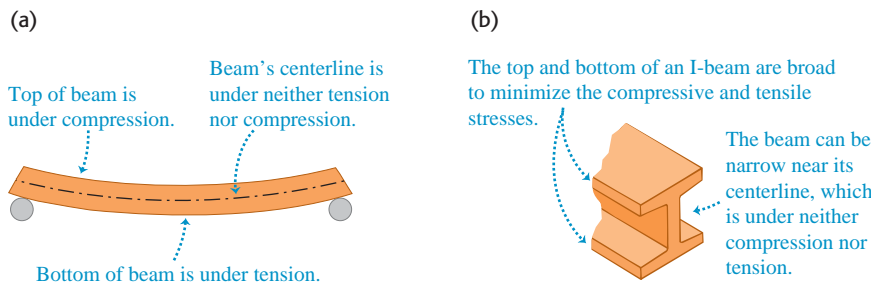 (a)
Top of beam is
under compression.
Beam's centerline is
under neither tension
nor compression.
Bottom of beam is under tension.
(b)
The top and bottom of an I-beam are broad
to minimize the compressive and tensile
stresses.
The beam can be
narrow near its
centerline, which
is under neither
compression nor
tension.